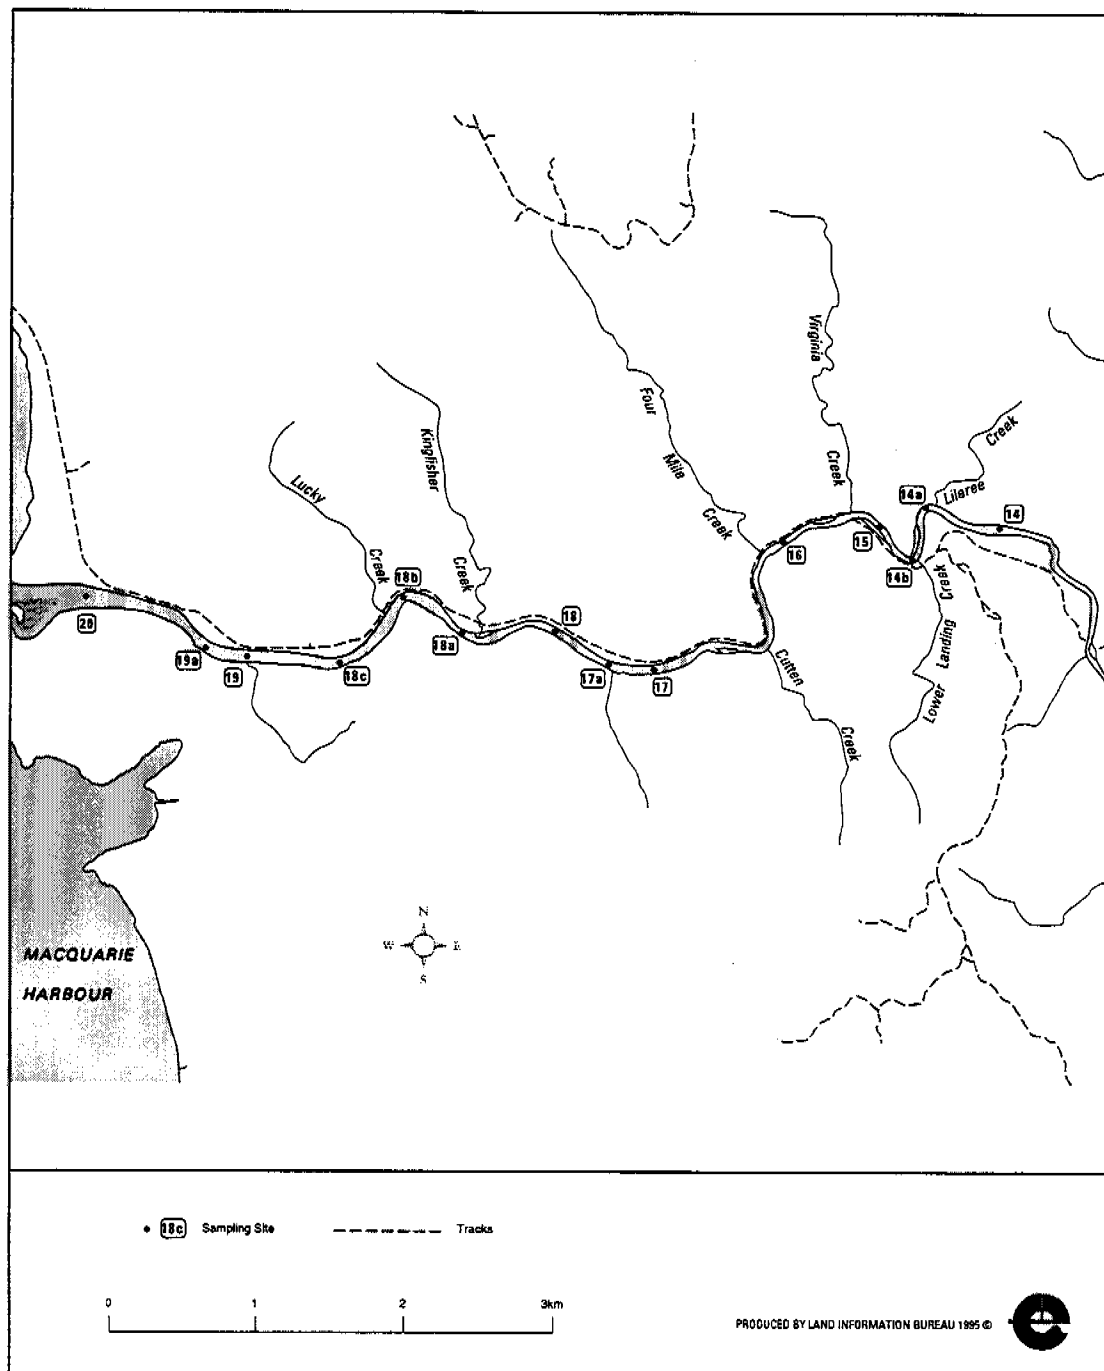 Virginia
Creek
Four
Mile
Creek
Kingfisher
Creek
Lucky
Creek
Creek
Lilaree
14a
14
15
16
14b
18b
18
18a
20
19a
19
18c
17a
17
Cutten
Creek
Creek
Landing
Lower
N
W E
S
MACQUARIE
HARBOUR
18c Sampling Site Tracks
0 1 2 3km
PRODUCED BY LAND INFORMATION BUREAU 1995 ©
e